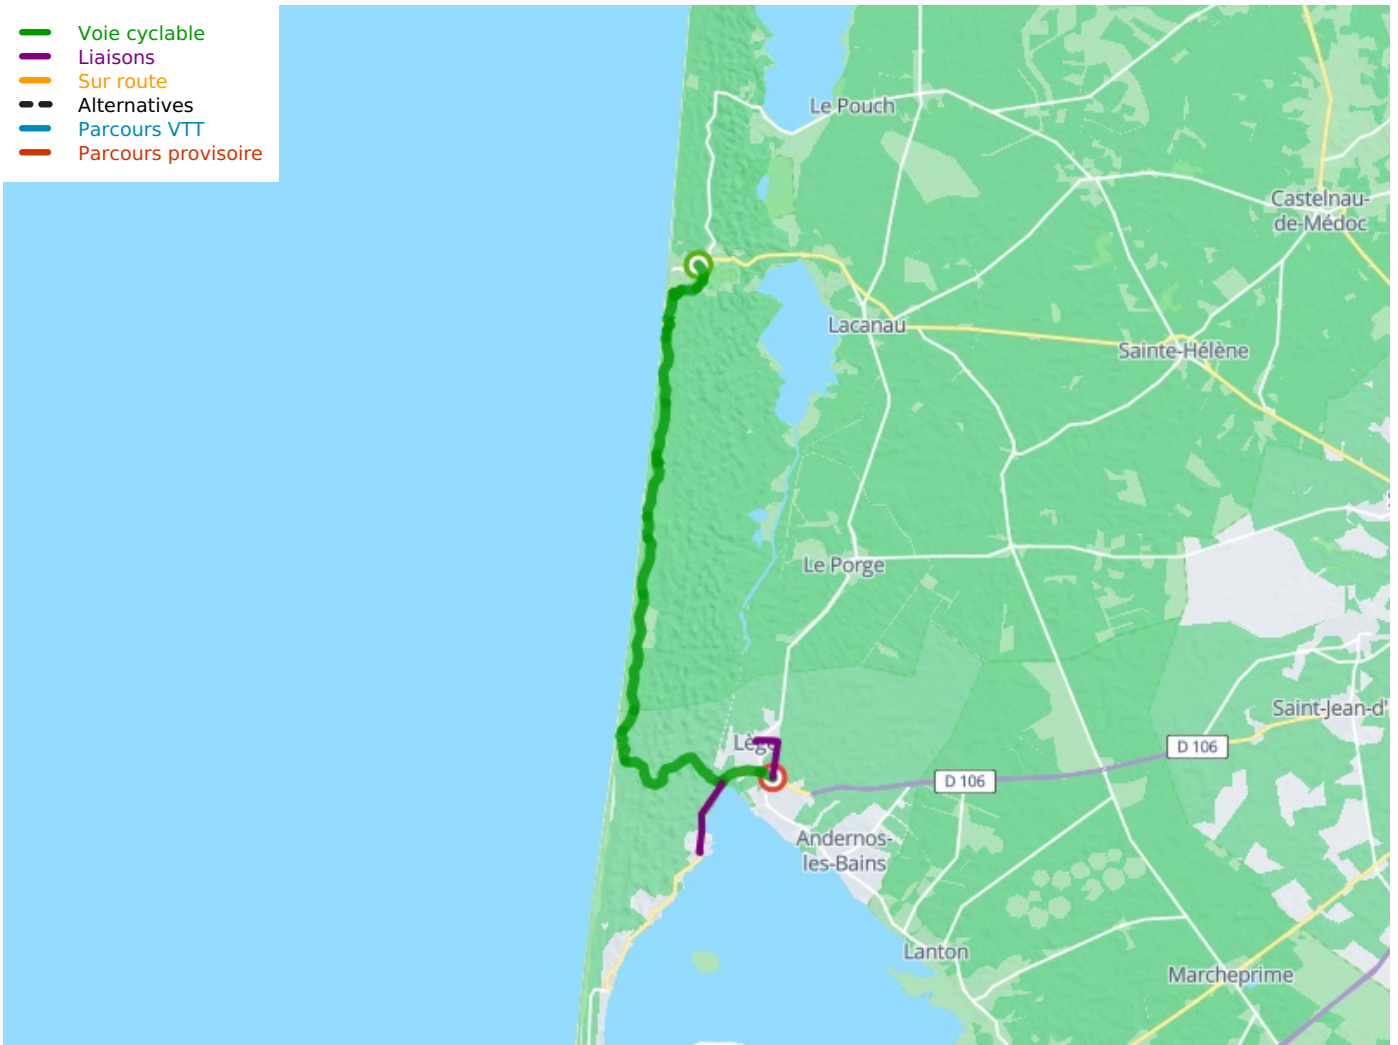 Voie cyclable
Liaisons
Sur route
Alternatives
Parcours VTT
Parcours provisoire
Le Pouch
Castelnau-
de-Médoc
Lacanau
Sainte-Hélène
Le Porge
Saint-Jean-d'
Lège
D 106
D 106
Andernos-
les-Bains
Lanton
Marcheprime